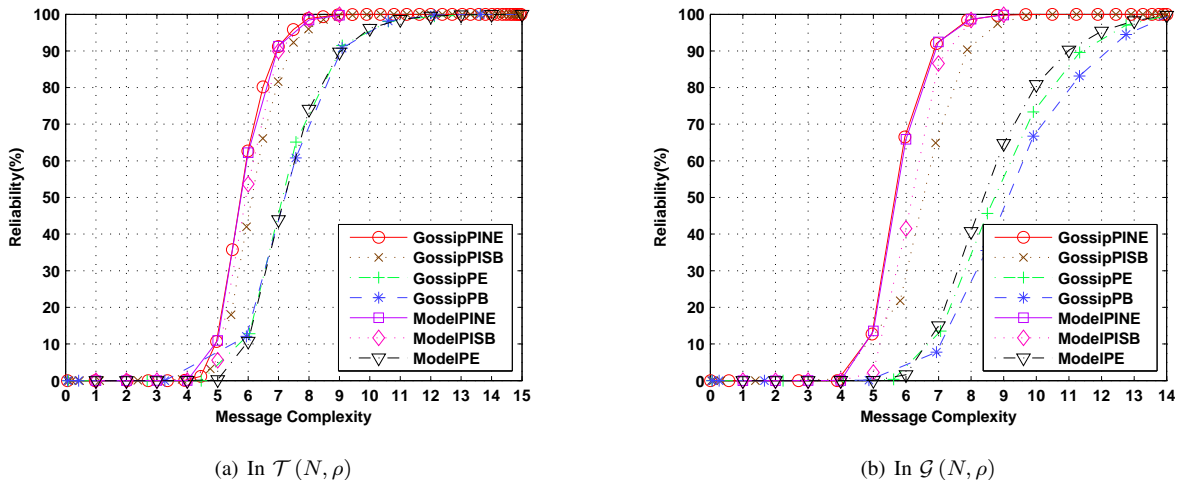 100
90
80
70
60
50
40
30
20
10
0
Reliability(%)
0 1 2 3 4 5 6 7 8 9 10 11 12 13 14 15
Message Complexity
GossipPINE
GossipPISB
GossipPE
GossipPB
ModelPINE
ModelPISB
ModelPE
(a) In 𝒯 (N, ρ)
100
90
80
70
60
50
40
30
20
10
0
Reliability(%)
0 1 2 3 4 5 6 7 8 9 10 11 12 13 14
Message Complexity
GossipPINE
GossipPISB
GossipPE
GossipPB
ModelPINE
ModelPISB
ModelPE
(b) In 𝒢 (N, ρ)